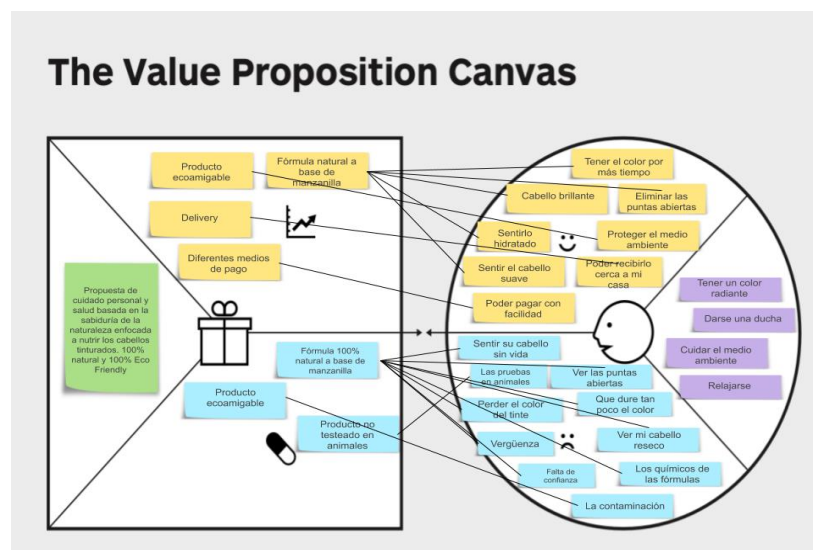 The Value Proposition Canvas
Producto
ecoamigable
Fórmula natural a
base de
manzanilla
Delivery
Diferentes medios
de pago
Propuesta de
cuidado personal y
salud basada en la
sabiduría de la
naturaleza enfocada
a nutrir los cabellos
tinturados. 100%
natural y 100% Eco
Friendly
Fórmula 100%
natural a base de
manzanilla
Producto
ecoamigable
Producto no
testeado en
animales
Tener el color por
más tiempo
Cabello brillante
Eliminar las
puntas abiertas
Sentirlo
hidratado
Proteger el medio
ambiente
Sentir el cabello
suave
Poder recibirlo
cerca a mi
casa
Poder pagar con
facilidad
Tener un color
radiante
Darse una ducha
Cuidar el medio
ambiente
Relajarse
Sentir su cabello
sin vida
Las pruebas
en animales
Ver las puntas
abiertas
Perder el color
del tinte
Que dure tan
poco el color
Vergüenza
Ver mi cabello
reseco
Falta de
confianza
Los químicos de
las fórmulas
La contaminación